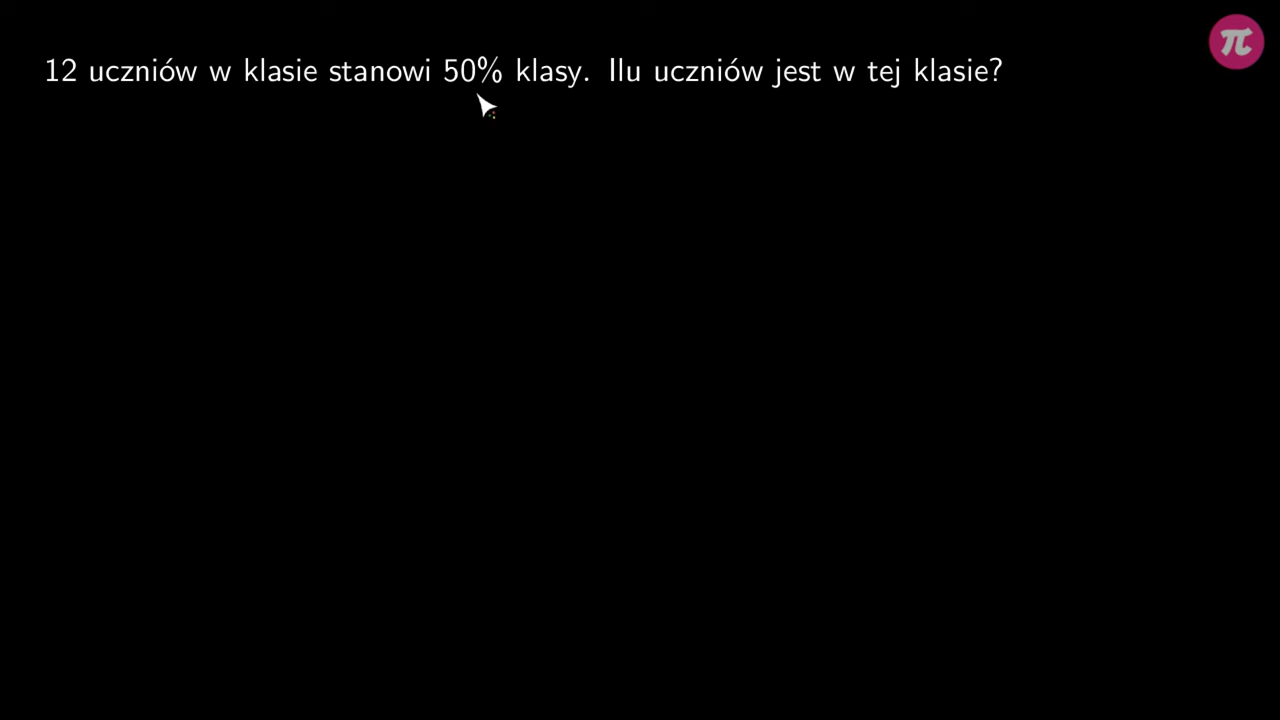 12 uczniów w klasie stanowi 50% klasy. Ilu uczniów jest w tej klasie?
π